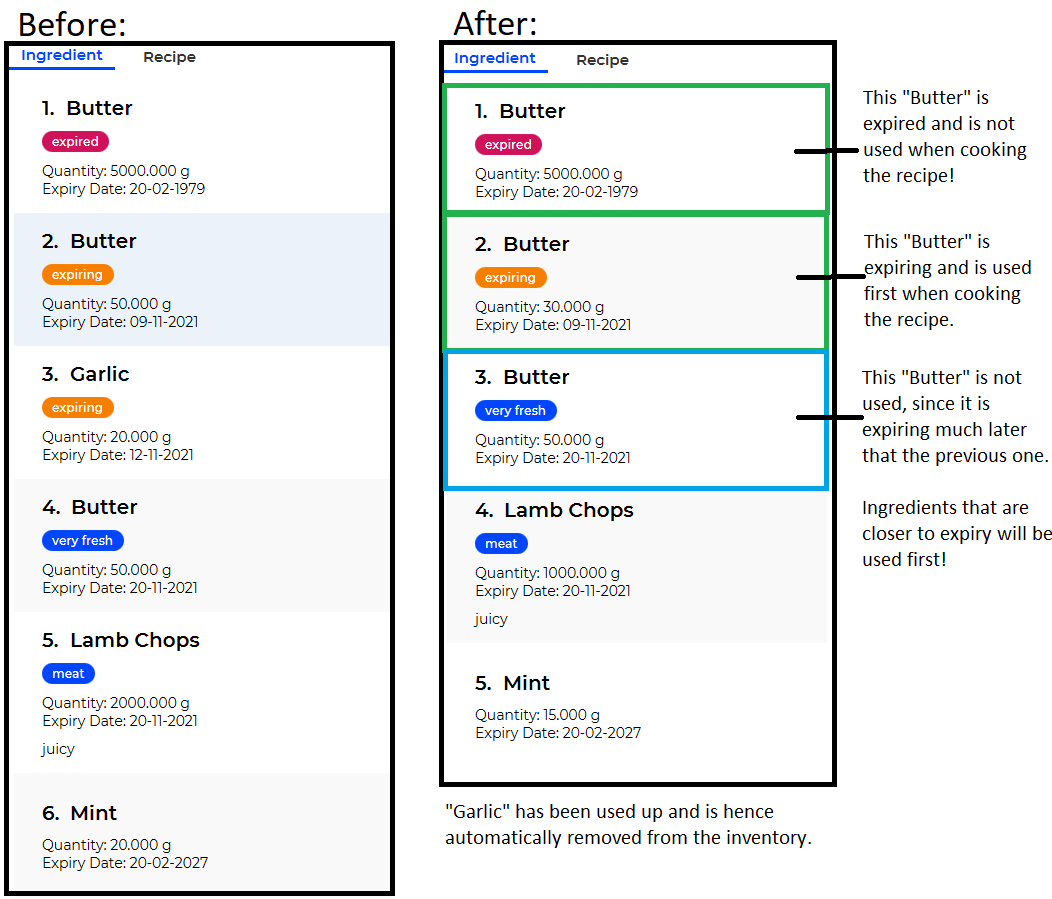 Before:
Ingredient
Recipe
1. Butter
expired
Quantity: 5000.000 g
Expiry Date: 20-02-1979
2. Butter
expiring
Quantity: 50.000 g
Expiry Date: 09-11-2021
3. Garlic
expiring
Quantity: 20.000 g
Expiry Date: 12-11-2021
4. Butter
very fresh
Quantity: 50.000 g
Expiry Date: 20-11-2021
5. Lamb Chops
meat
Quantity: 2000.000 g
Expiry Date: 20-11-2021
juicy
6. Mint
Quantity: 20.000 g
Expiry Date: 20-02-2027
After:
Ingredient
Recipe
1. Butter
expired
Quantity: 5000.000 g
Expiry Date: 20-02-1979
2. Butter
expiring
Quantity: 30.000 g
Expiry Date: 09-11-2021
3. Butter
very fresh
Quantity: 50.000 g
Expiry Date: 20-11-2021
4. Lamb Chops
meat
Quantity: 1000.000 g
Expiry Date: 20-11-2021
juicy
5. Mint
Quantity: 15.000 g
Expiry Date: 20-02-2027
"Garlic" has been used up and is hence
automatically removed from the inventory.
This "Butter" is
expired and is not
used when cooking
the recipe!
This "Butter" is
expiring and is used
first when cooking
the recipe.
This "Butter" is not
used, since it is
expiring much later
that the previous one.
Ingredients that are
closer to expiry will be
used first!